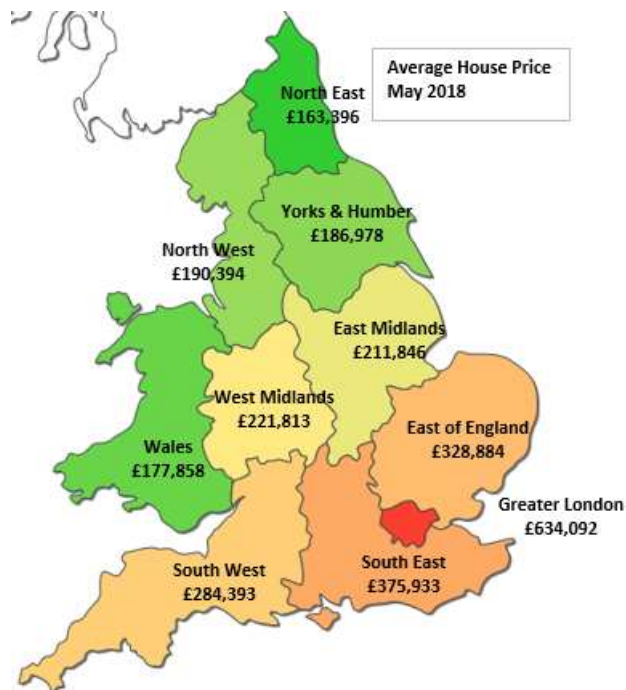 Average House Price
May 2018
North East
£163,396
Yorks & Humber
£186,978
North West
£190,394
East Midlands
£211,846
West Midlands
£221,813
East of England
£328,884
Wales
£177,858
Greater London
£634,092
South East
£375,933
South West
£284,393